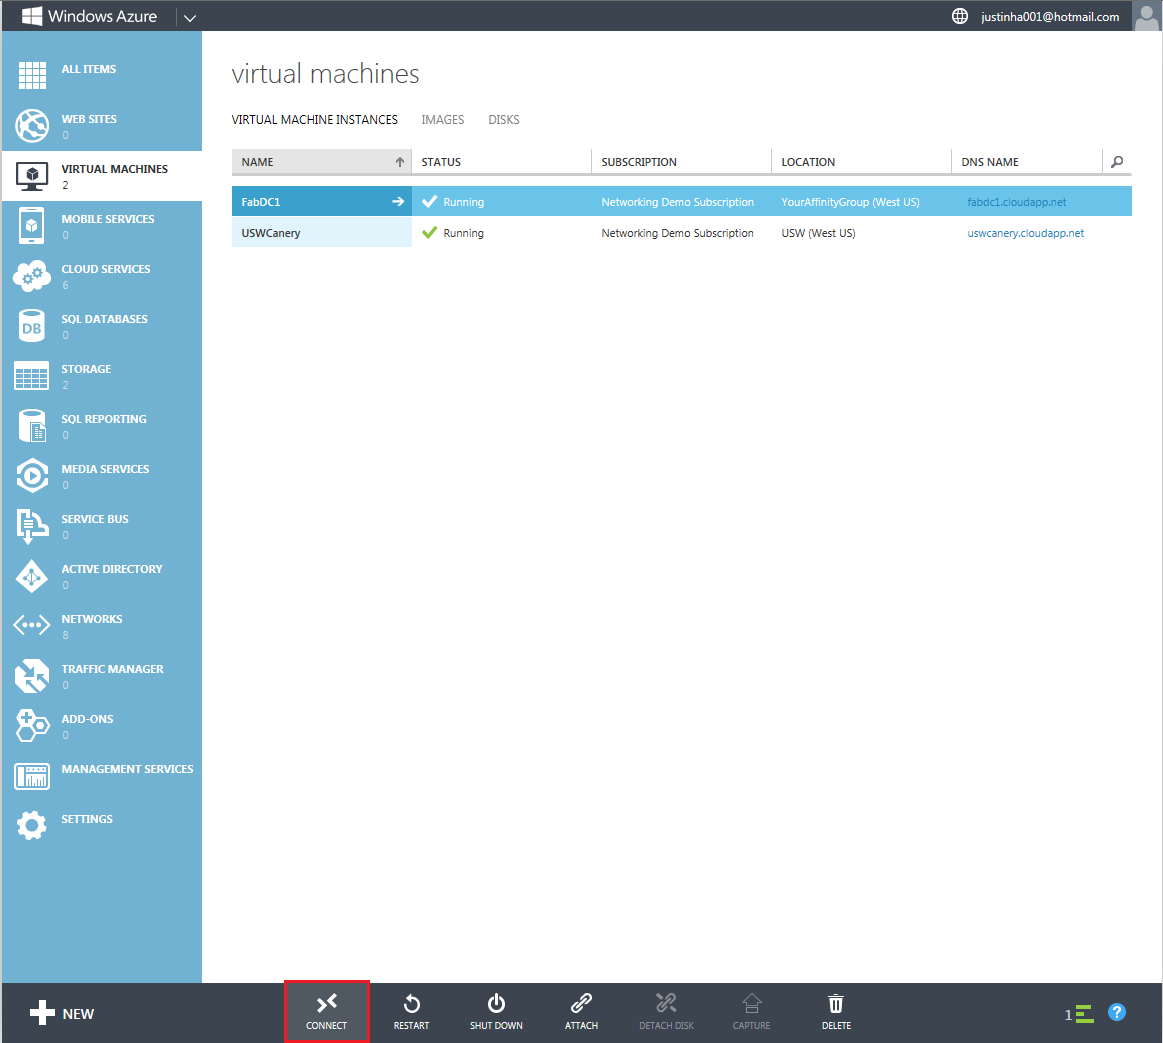 Windows Azure justinha001@hotmail.com
ALL ITEMS
WEB SITES
0
VIRTUAL MACHINES
2
MOBILE SERVICES
0
CLOUD SERVICES
6
SQL DATABASES
0
DB
STORAGE
2
SQL REPORTING
0
MEDIA SERVICES
0
SERVICE BUS
0
ACTIVE DIRECTORY
0
NETWORKS
8
TRAFFIC MANAGER
0
ADD-ONS
0
MANAGEMENT SERVICES
SETTINGS
virtual machines
VIRTUAL MACHINE INSTANCES IMAGES DISKS
NAME STATUS SUBSCRIPTION LOCATION DNS NAME
FabDC1 Running Networking Demo Subscription YourAffinityGroup (West US) fabdc1.cloudapp.net
USWCanery Running Networking Demo Subscription USW (West US) uswcanery.cloudapp.net
NEW CONNECT RESTART SHUT DOWN ATTACH DETACH DISK CAPTURE DELETE 1 ?